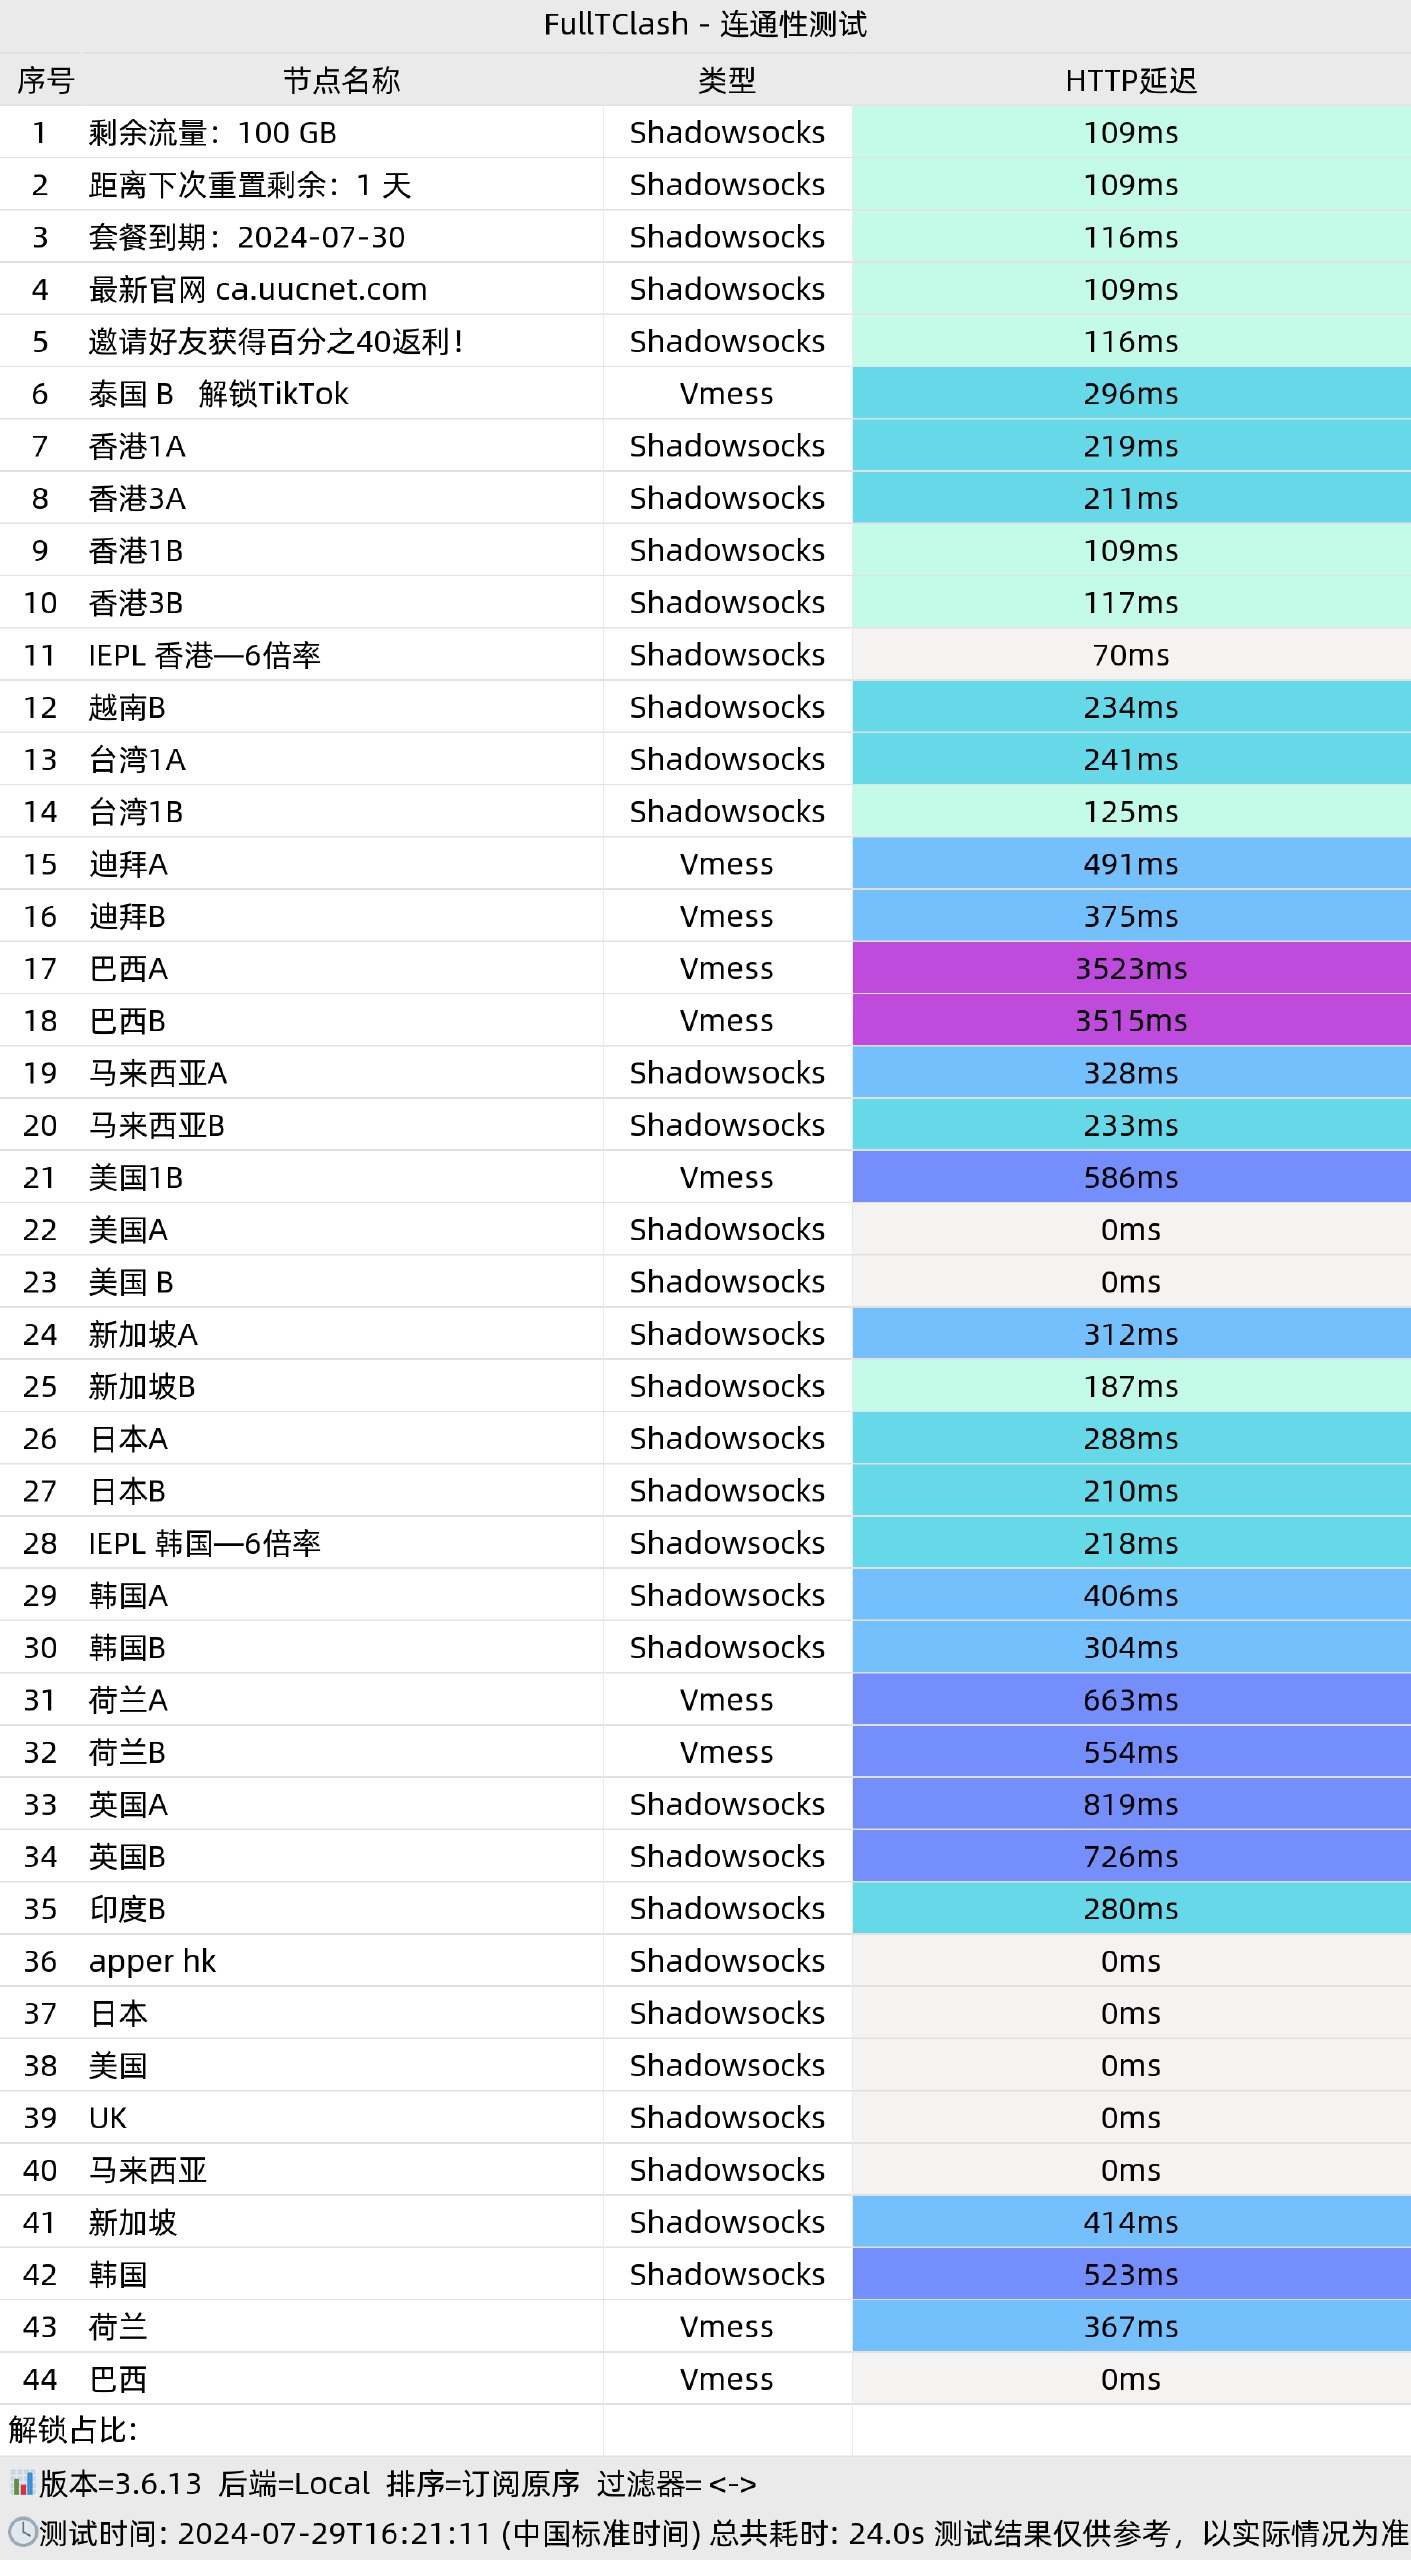 FullTClash - 连通性测试
序号 节点名称 类型 HTTP延迟
1 剩余流量：100 GB Shadowsocks 109ms
2 距离下次重置剩余：1 天 Shadowsocks 109ms
3 套餐到期：2024-07-30 Shadowsocks 116ms
4 最新官网 ca.uucnet.com Shadowsocks 109ms
5 邀请好友获得百分之40返利！ Shadowsocks 116ms
6 泰国 B 解锁TikTok Vmess 296ms
7 香港1A Shadowsocks 219ms
8 香港3A Shadowsocks 211ms
9 香港1B Shadowsocks 109ms
10 香港3B Shadowsocks 117ms
11 IEPL 香港—6倍率 Shadowsocks 70ms
12 越南B Shadowsocks 234ms
13 台湾1A Shadowsocks 241ms
14 台湾1B Shadowsocks 125ms
15 迪拜A Vmess 491ms
16 迪拜B Vmess 375ms
17 巴西A Vmess 3523ms
18 巴西B Vmess 3515ms
19 马来西亚A Shadowsocks 328ms
20 马来西亚B Shadowsocks 233ms
21 美国1B Vmess 586ms
22 美国A Shadowsocks 0ms
23 美国 B Shadowsocks 0ms
24 新加坡A Shadowsocks 312ms
25 新加坡B Shadowsocks 187ms
26 日本A Shadowsocks 288ms
27 日本B Shadowsocks 210ms
28 IEPL 韩国—6倍率 Shadowsocks 218ms
29 韩国A Shadowsocks 406ms
30 韩国B Shadowsocks 304ms
31 荷兰A Vmess 663ms
32 荷兰B Vmess 554ms
33 英国A Shadowsocks 819ms
34 英国B Shadowsocks 726ms
35 印度B Shadowsocks 280ms
36 apper hk Shadowsocks 0ms
37 日本 Shadowsocks 0ms
38 美国 Shadowsocks 0ms
39 UK Shadowsocks 0ms
40 马来西亚 Shadowsocks 0ms
41 新加坡 Shadowsocks 414ms
42 韩国 Shadowsocks 523ms
43 荷兰 Vmess 367ms
44 巴西 Vmess 0ms
解锁占比：
版本=3.6.13 后端=Local 排序=订阅原序 过滤器= <->
测试时间: 2024-07-29T16:21:11 (中国标准时间) 总共耗时: 24.0s 测试结果仅供参考，以实际情况为准